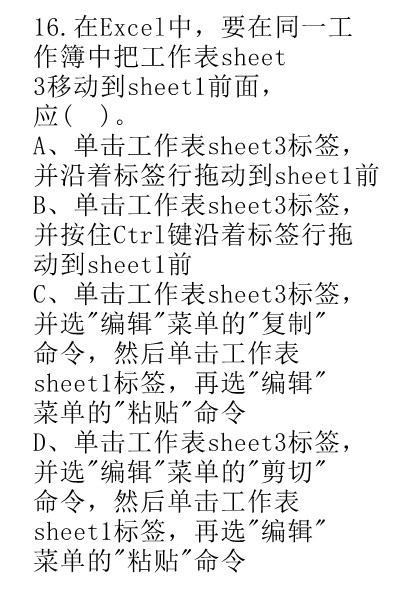 16.在Excel中，要在同一工
作簿中把工作表sheet
3移动到sheet1前面，
应(　)。
A、单击工作表sheet3标签，
并沿着标签行拖动到sheet1前
B、单击工作表sheet3标签，
并按住Ctrl键沿着标签行拖
动到sheet1前
C、单击工作表sheet3标签，
并选"编辑"菜单的"复制"
命令，然后单击工作表
sheet1标签，再选"编辑"
菜单的"粘贴"命令
D、单击工作表sheet3标签，
并选"编辑"菜单的"剪切"
命令，然后单击工作表
sheet1标签，再选"编辑"
菜单的"粘贴"命令